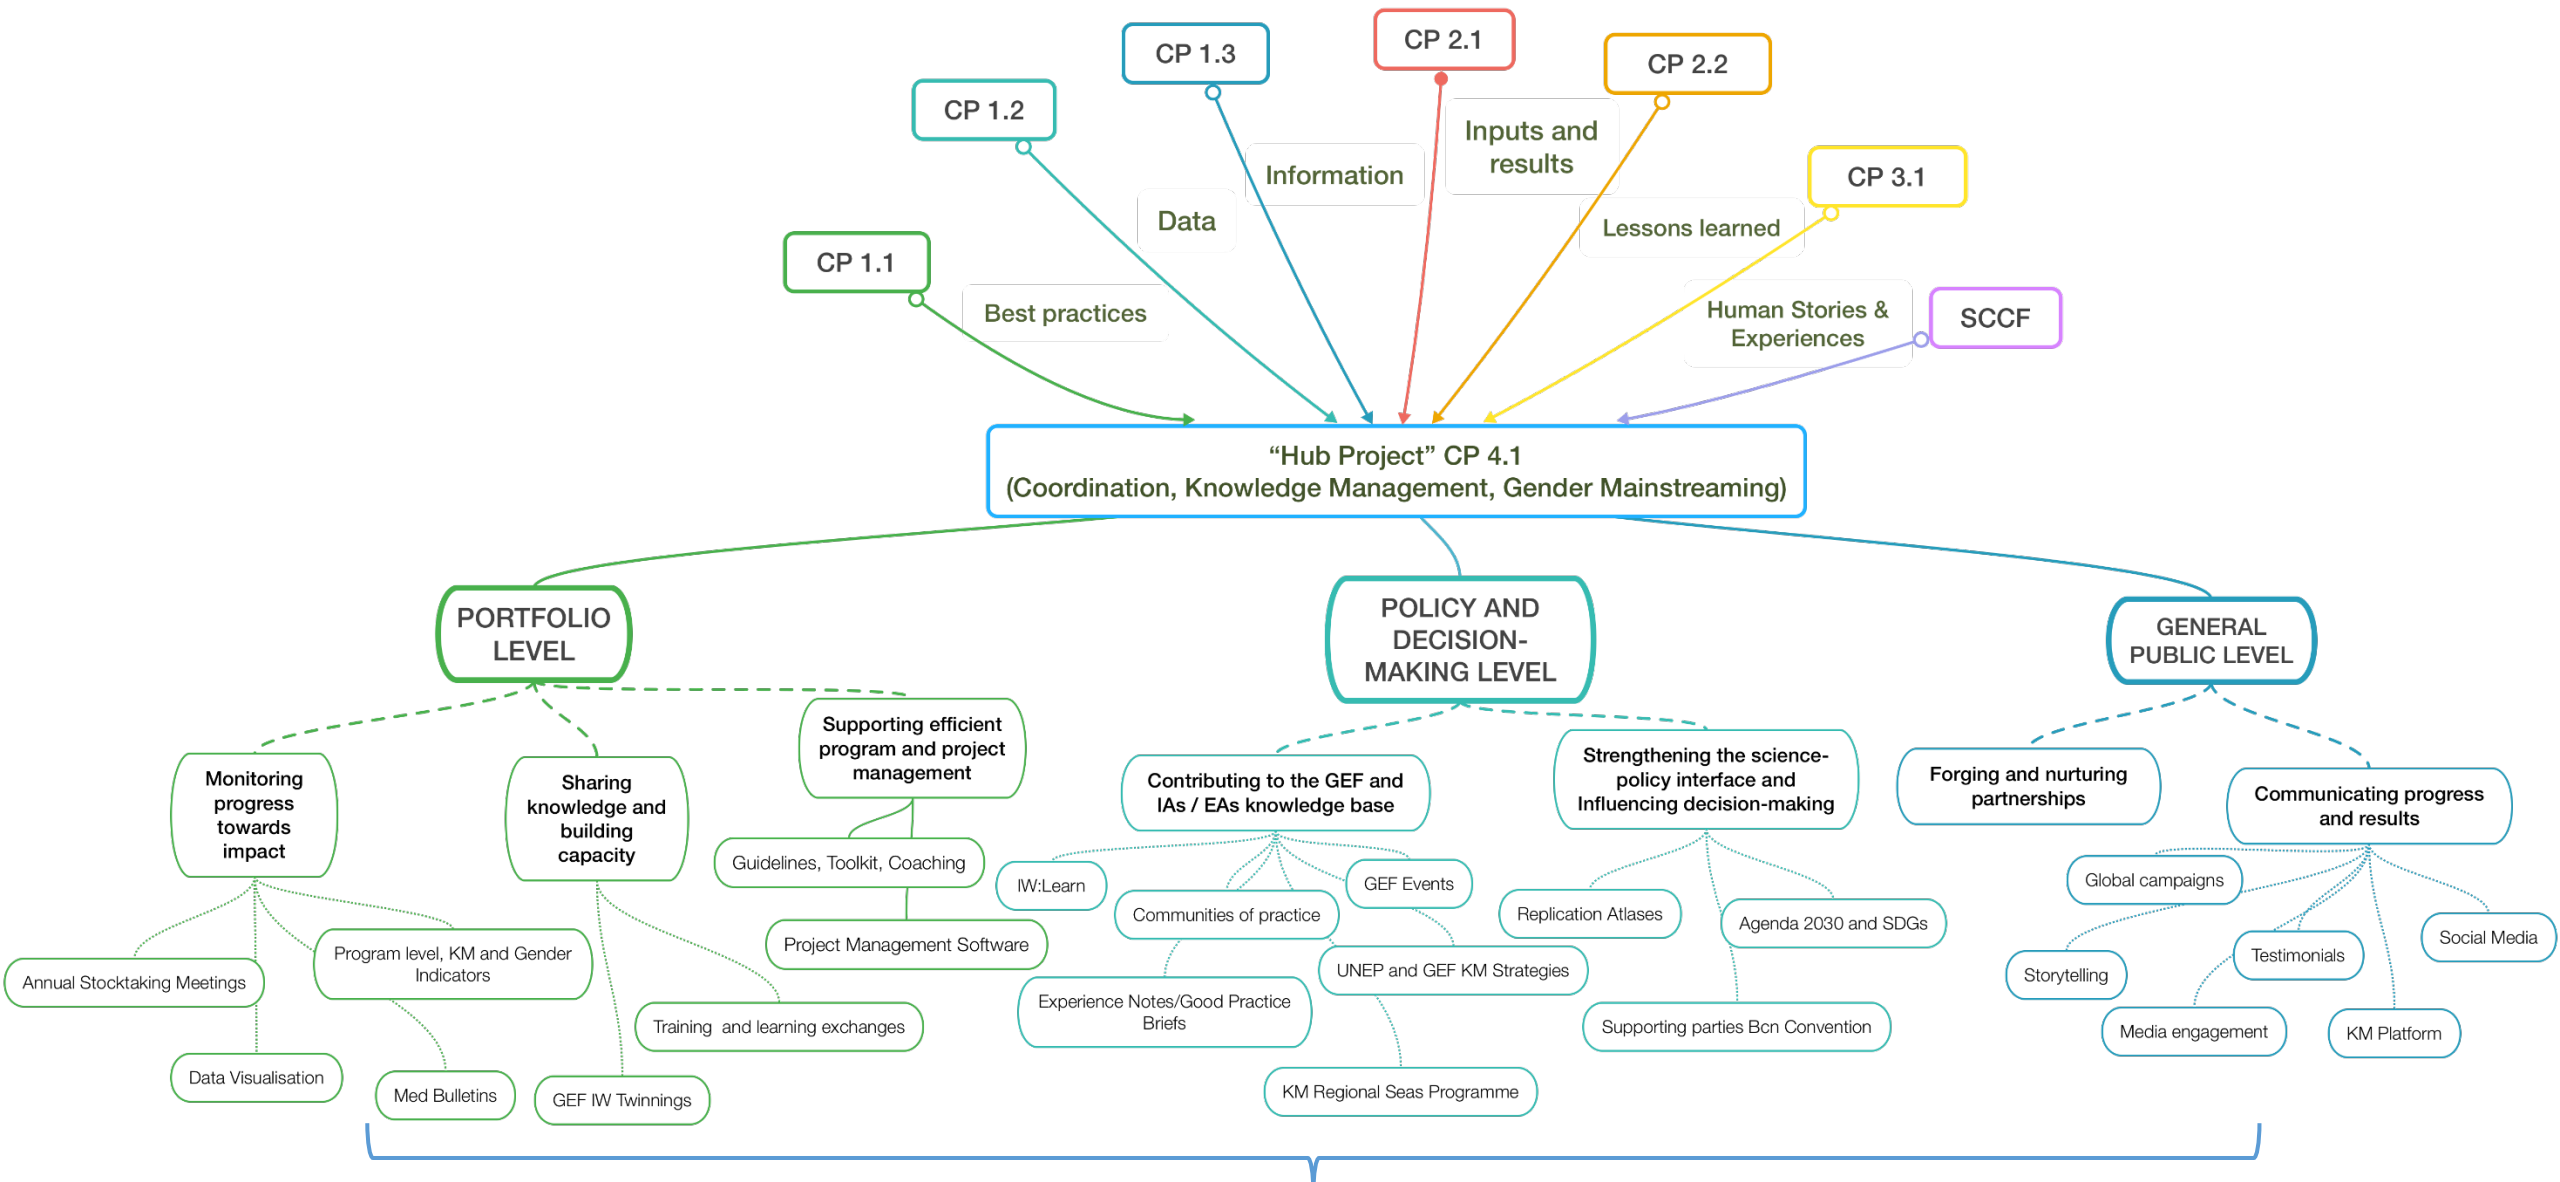 CP 2.1
CP 1.3
CP 2.2
CP 1.2
Inputs and
results
Information
CP 3.1
Data
Lessons learned
CP 1.1
Best practices
Human Stories &
Experiences
SCCF
“Hub Project” CP 4.1
(Coordination, Knowledge Management, Gender Mainstreaming)
PORTFOLIO
LEVEL
POLICY AND
DECISION-
MAKING LEVEL
GENERAL
PUBLIC LEVEL
Monitoring
progress
towards
impact
Sharing
knowledge and
building
capacity
Supporting efficient
program and project
management
Contributing to the GEF and
IAs / EAs knowledge base
Strengthening the science-
policy interface and
Influencing decision-making
Forging and nurturing
partnerships
Communicating progress
and results
Guidelines, Toolkit, Coaching
Project Management Software
Annual Stocktaking Meetings
Program level, KM and Gender
Indicators
Data Visualisation
Med Bulletins
Training  and learning exchanges
GEF IW Twinnings
IW:Learn
GEF Events
Communities of practice
UNEP and GEF KM Strategies
Experience Notes/Good Practice
Briefs
KM Regional Seas Programme
Replication Atlases
Agenda 2030 and SDGs
Supporting parties Bcn Convention
Global campaigns
Social Media
Testimonials
Storytelling
Media engagement
KM Platform